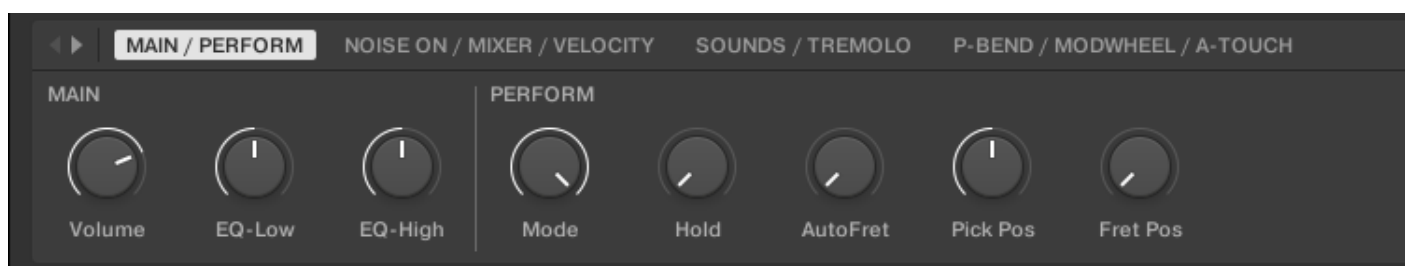 MAIN / PERFORM NOISE ON / MIXER / VELOCITY SOUNDS / TREMOLO P-BEND / MODWHEEL / A-TOUCH
MAIN PERFORM
Volume EQ-Low EQ-High Mode Hold AutoFret Pick Pos Fret Pos